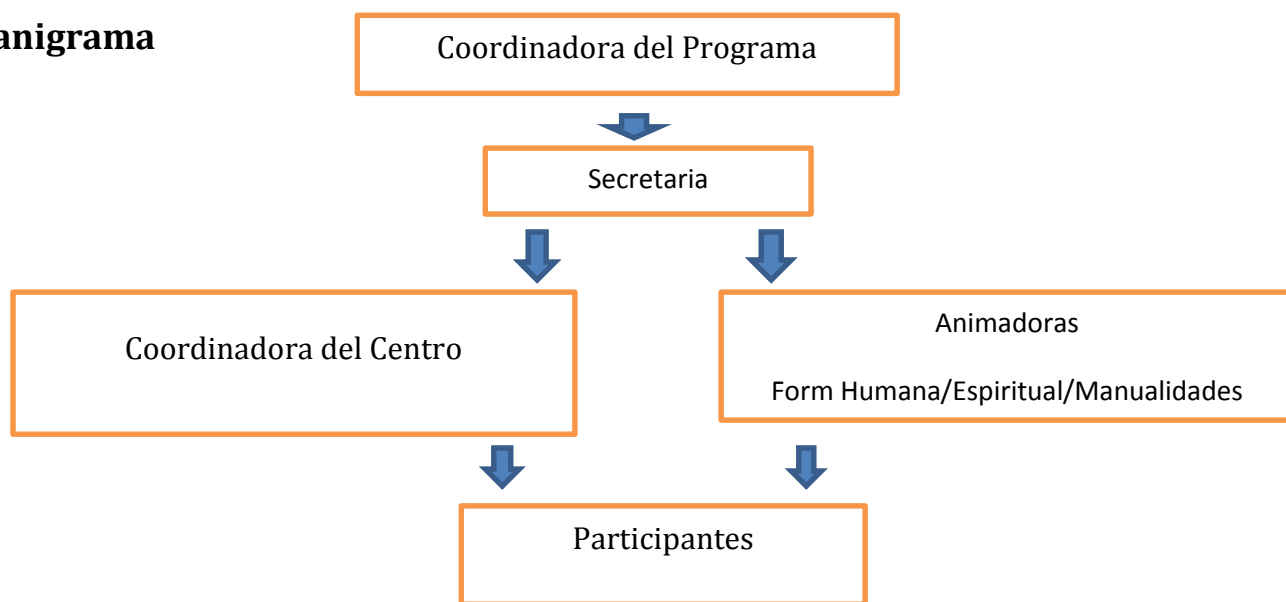 anigrama
Coordinadora del Programa
Secretaria
Coordinadora del Centro
Animadoras
Form Humana/Espiritual/Manualidades
Participantes